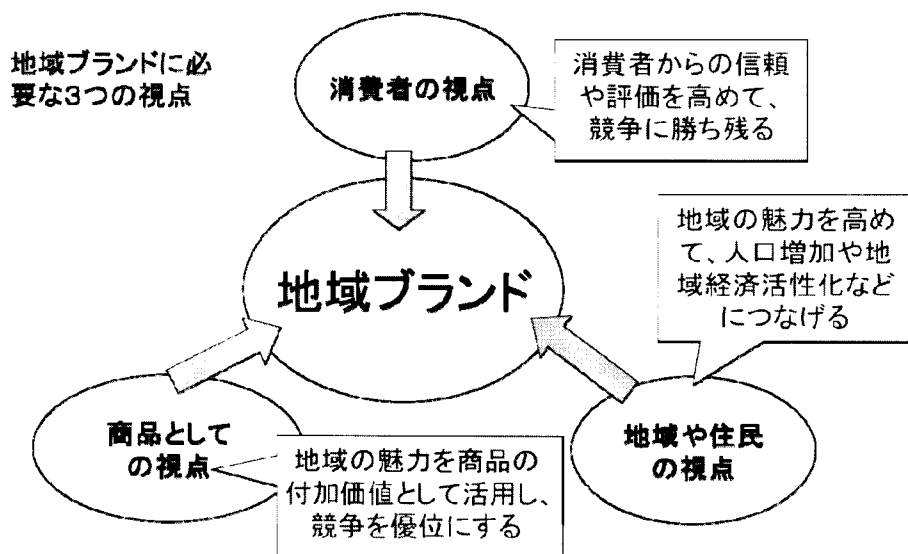 地域ブランドに必
要な3つの視点
消費者の視点
消費者からの信頼
や評価を高めて、
競争に勝ち残る
地域ブランド
地域の魅力を高め
て、人口増加や地
域経済活性化など
につなげる
商品として
の視点
地域の魅力を商品の
付加価値として活用し、
競争を優位にする
地域や住民
の視点